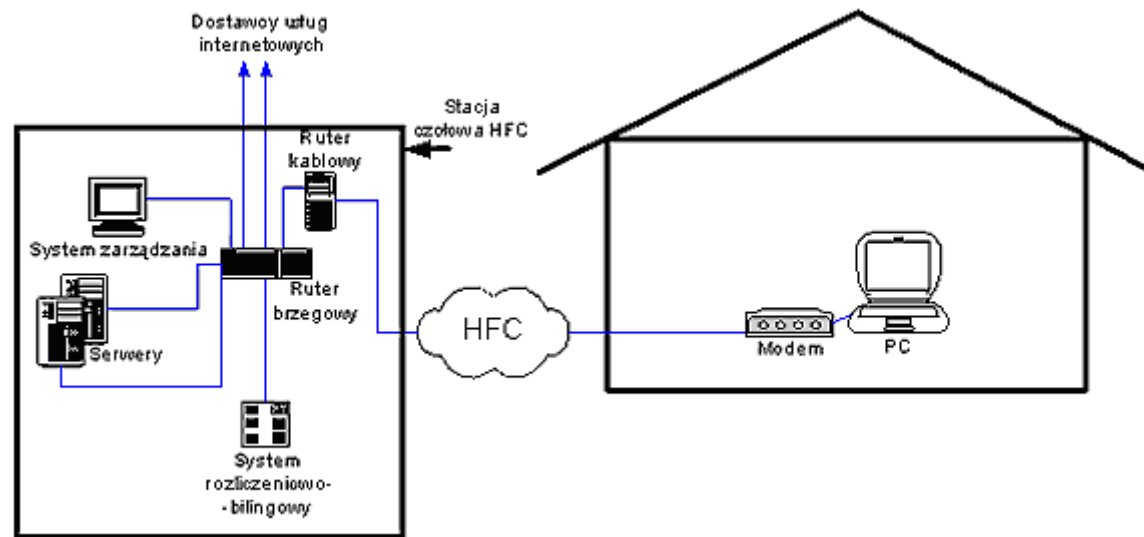 Dostawcy usług
internetowych
Stacja
czołowa HFC
Ruter
kablowy
System zarządzania
Ruter
brzegowy
Serwery
HFC
Modem
PC
System
rozliczeniowo-
-bilingowy